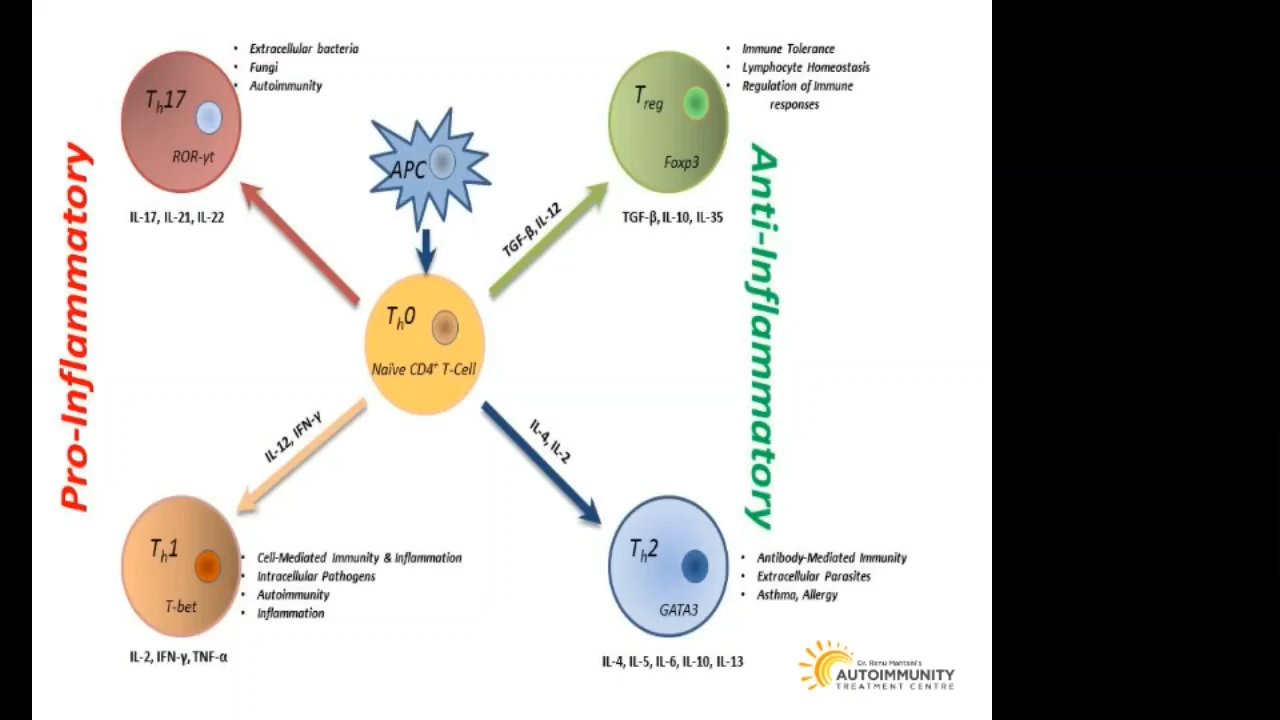 • Extracellular bacteria
• Fungi
• Autoimmunity
Th17
ROR-γt
IL-17, IL-21, IL-22
APC
• Immune Tolerance
• Lymphocyte Homeostasis
• Regulation of Immune
responses
Treg
Foxp3
TGF-β, IL-10, IL-35
TGF-β, IL-12
Pro-Inflammatory
Anti-Inflammatory
Th0
Naïve CD4⁺ T-Cell
IL-12, IFN-γ
IL-4, IL-2
Th1
T-bet
• Cell-Mediated Immunity & Inflammation
• Intracellular Pathogens
• Autoimmunity
• Inflammation
IL-2, IFN-γ, TNF-α
Th2
GATA3
• Antibody-Mediated Immunity
• Extracellular Parasites
• Asthma, Allergy
IL-4, IL-5, IL-6, IL-10, IL-13
Dr. Renu Mahtani's
AUTOIMMUNITY
TREATMENT CENTRE